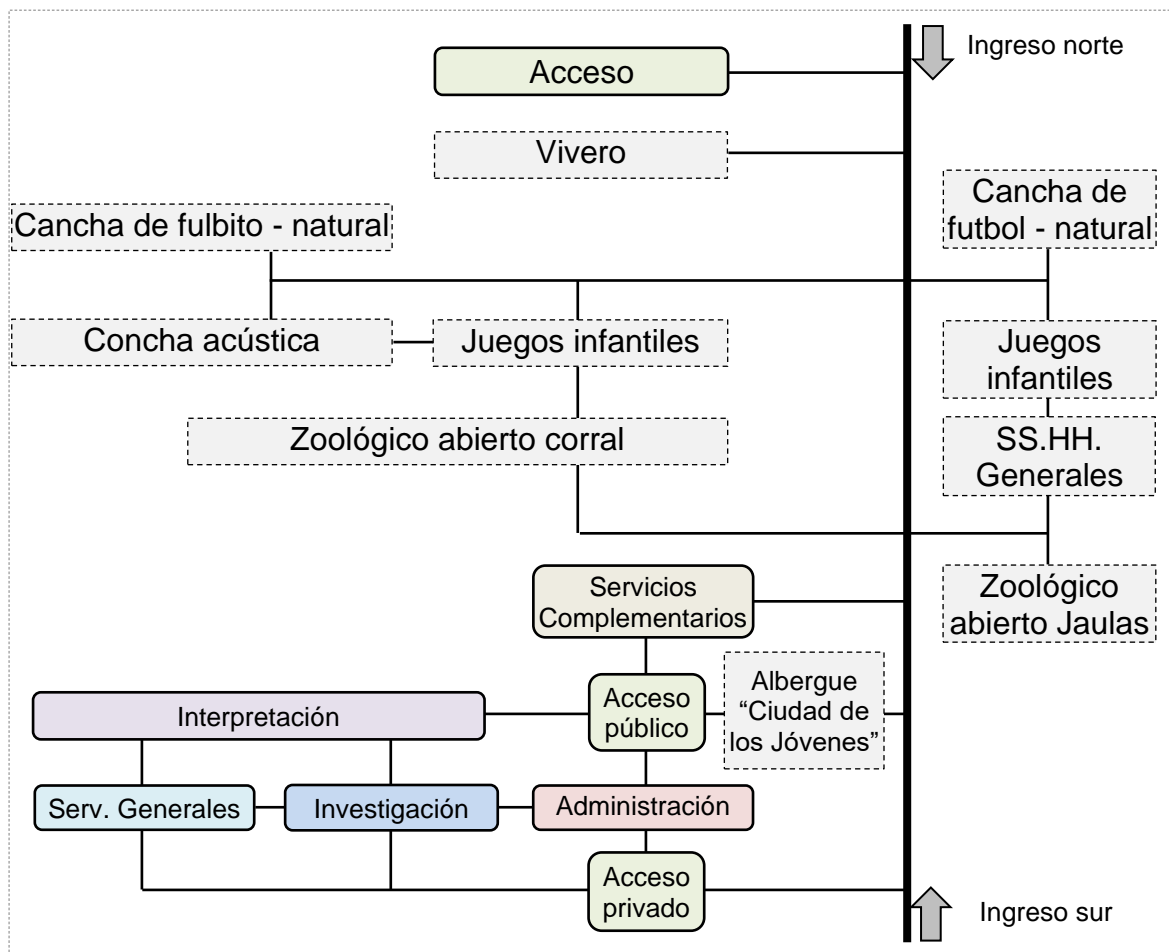 Ingreso norte
Acceso
Vivero
Cancha de fulbito - natural
Cancha de
futbol - natural
Concha acústica
Juegos infantiles
Juegos
infantiles
Zoológico abierto corral
SS.HH.
Generales
Servicios
Complementarios
Zoológico
abierto Jaulas
Interpretación
Acceso
público
Albergue
“Ciudad de
los Jóvenes”
Serv. Generales
Investigación
Administración
Acceso
privado
Ingreso sur